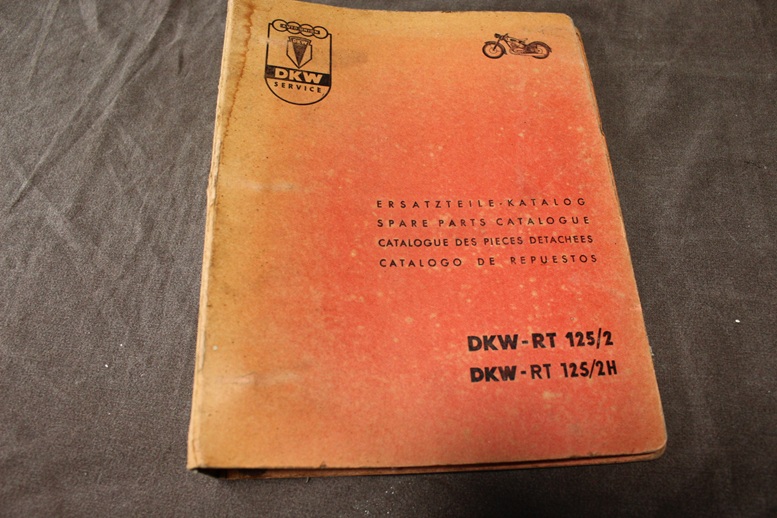 DKW
SERVICE
ERSATZTEILE-KATALOG
SPARE PARTS CATALOGUE
CATALOGUE DES PIECES DETACHEES
CATALOGO DE REPUESTOS
DKW-RT 125/2
DKW-RT 125/2H